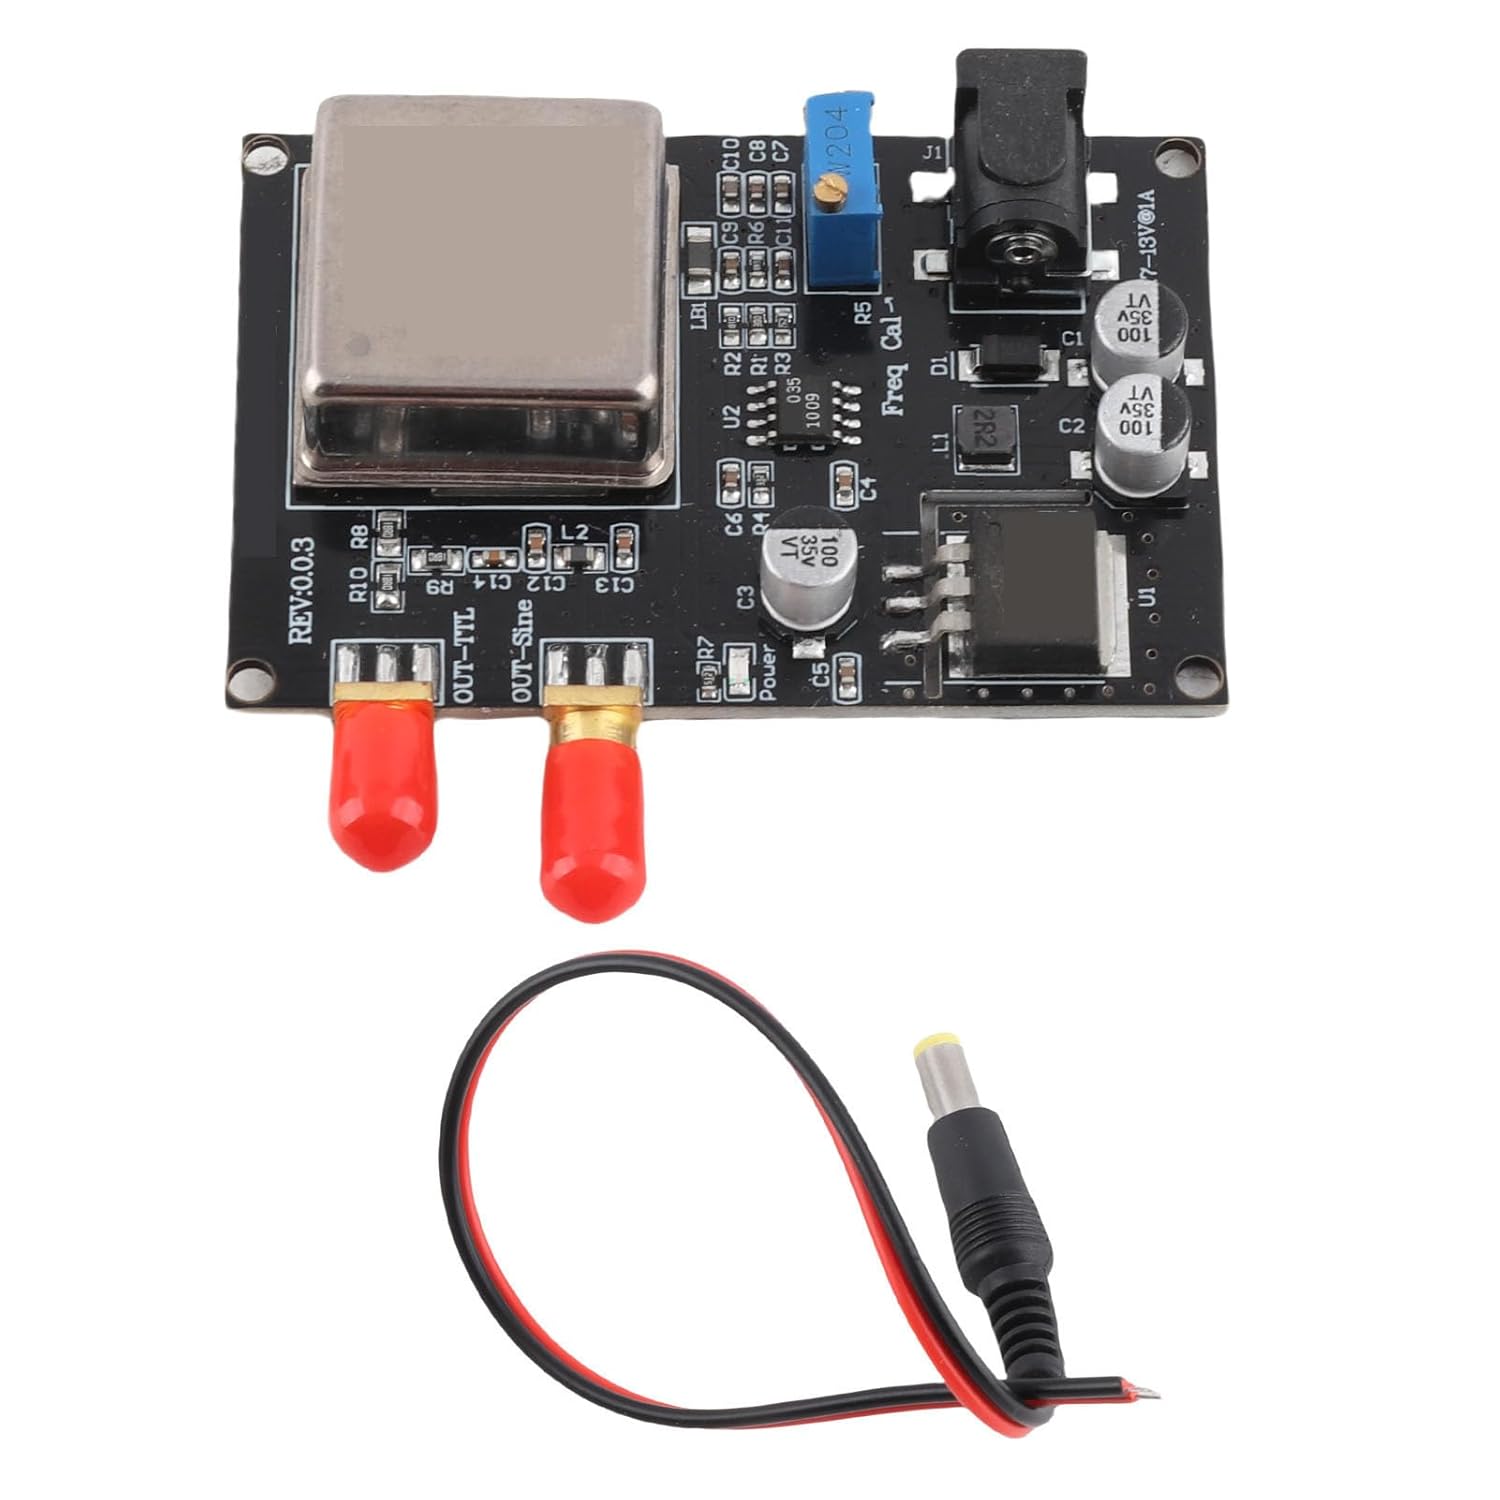 C10
C8
C7
W204
J1
7-13V@1A
C9
R6
C11
LB1
R5
Freq Cal
100
35V
VT
C1
R2
R1
R3
D1
100
35V
VT
C2
U2
035
1009
L1
2R2
C6
R4
C4
REV:0.0.3
R8
R10
R9
C14
C12
L2
C13
100
35V
VT
C3
U1
OUT-TTL
OUT-Sine
R7
Power
C5